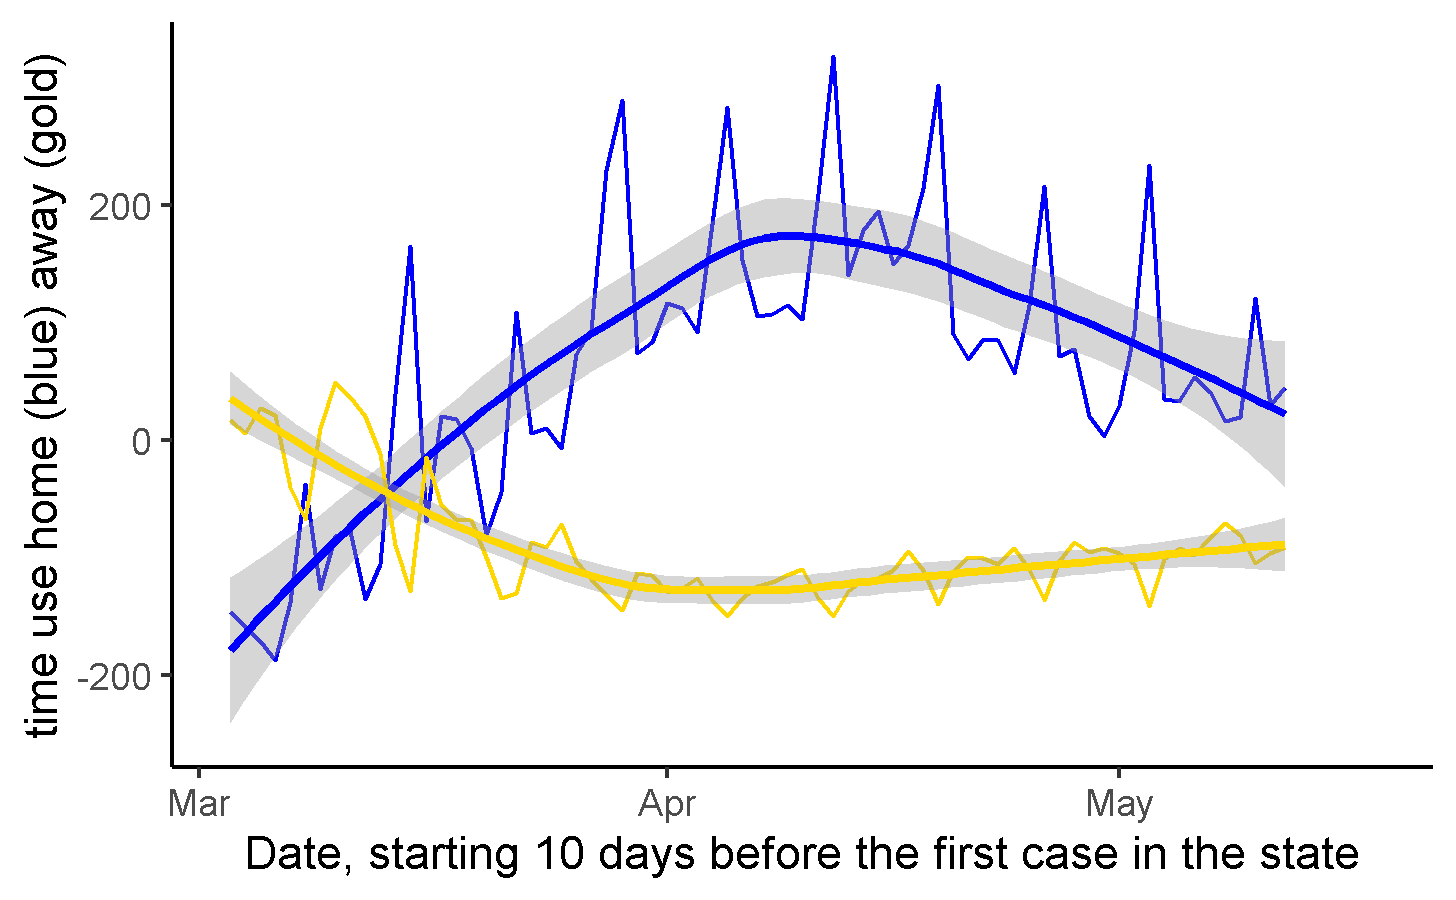 time use home (blue) away (gold)
200
0
-200
Mar
Apr
May
Date, starting 10 days before the first case in the state